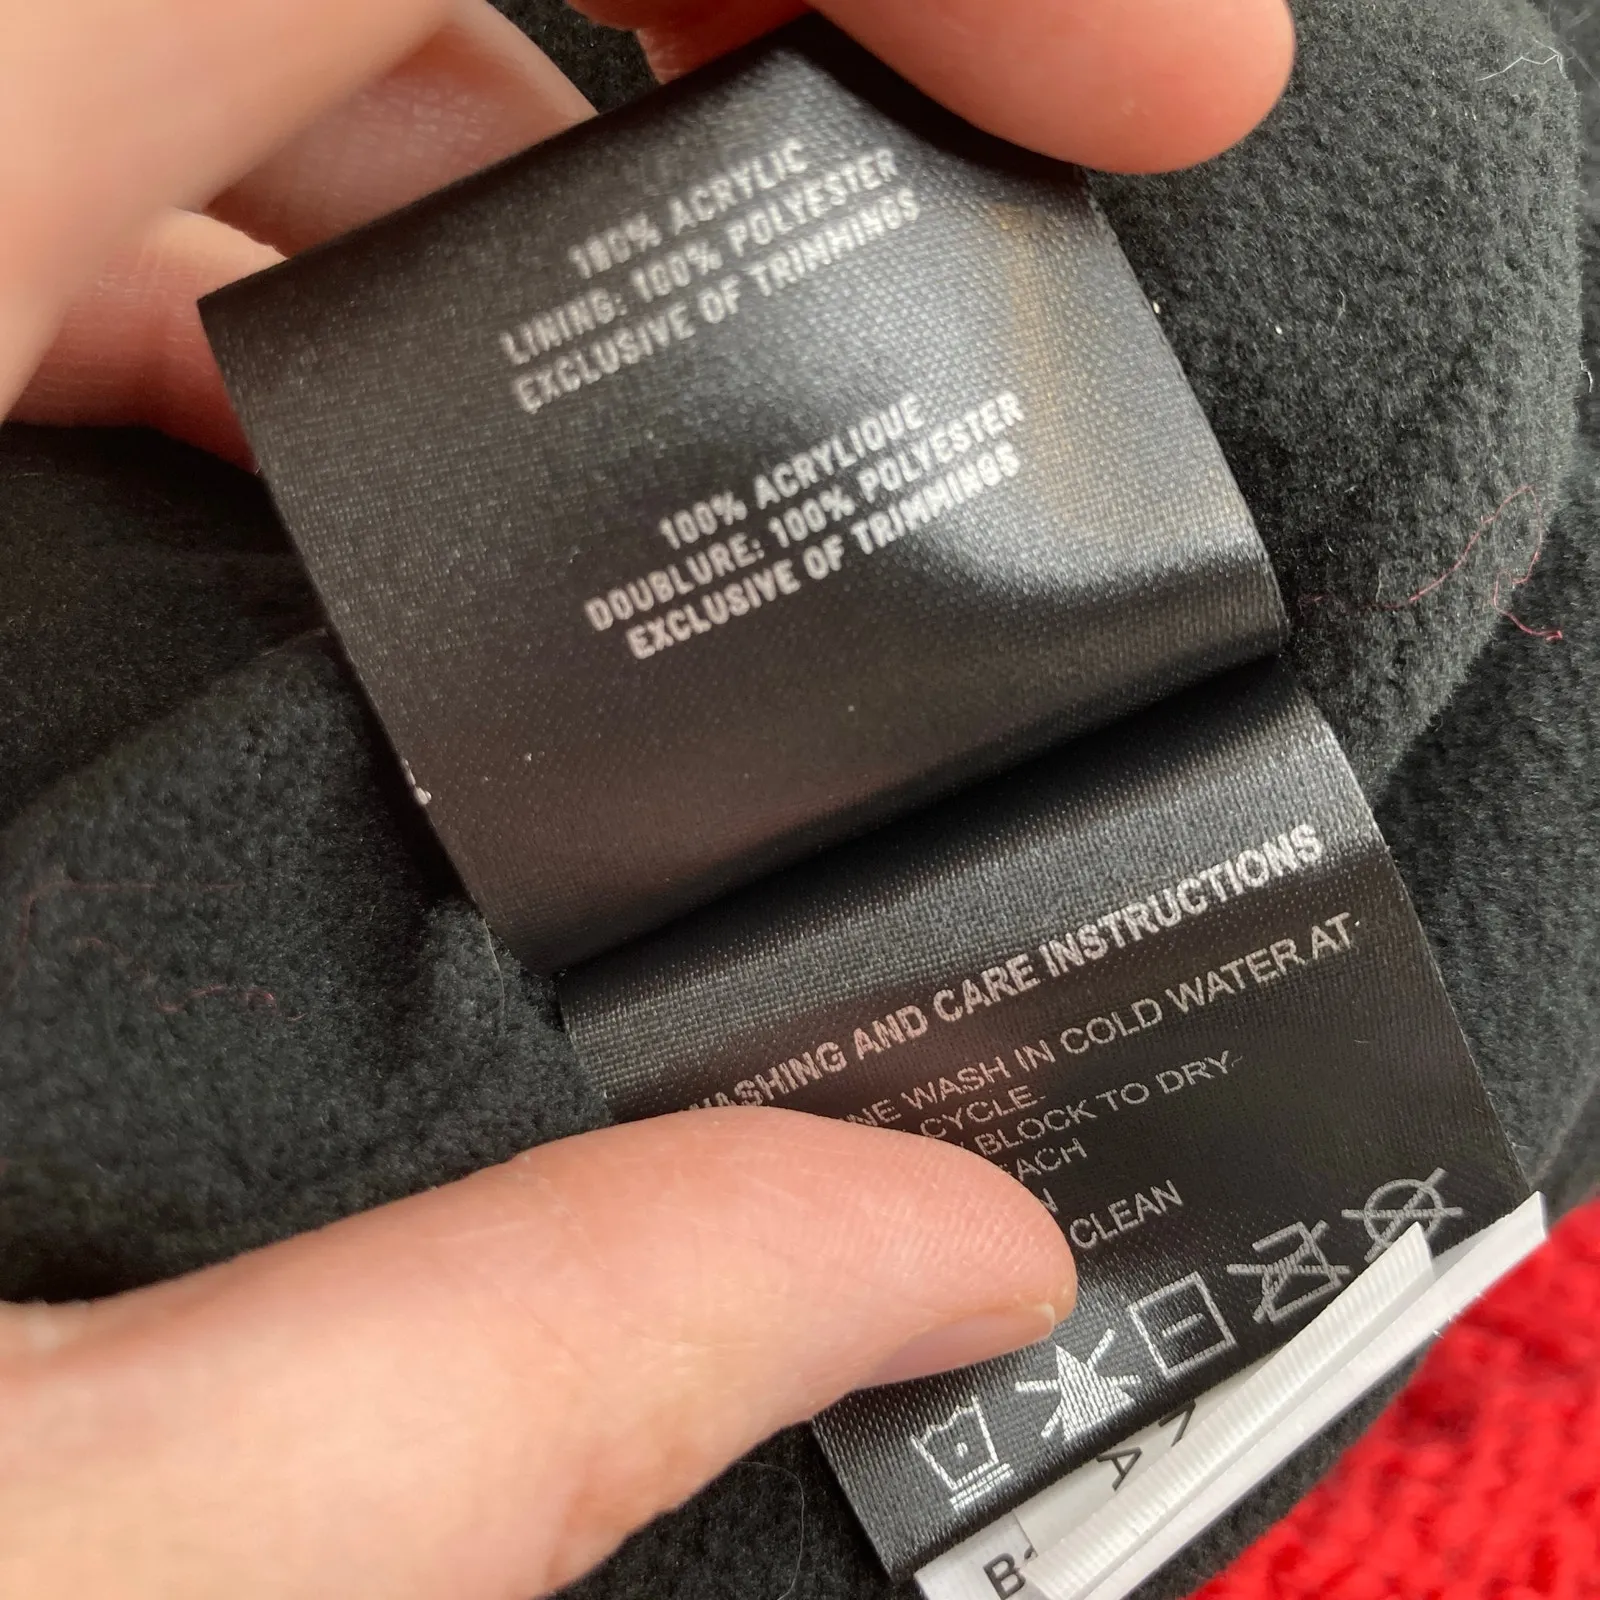 100% ACRYLIC
LINING: 100% POLYESTER
EXCLUSIVE OF TRIMMINGS
100% ACRYLIQUE
DOUBLURE: 100% POLYESTER
EXCLUSIVE OF TRIMMINGS
WASHING AND CARE INSTRUCTIONS
WASH IN COLD WATER AT
CYCLE.
BLOCK TO DRY
CLEAN